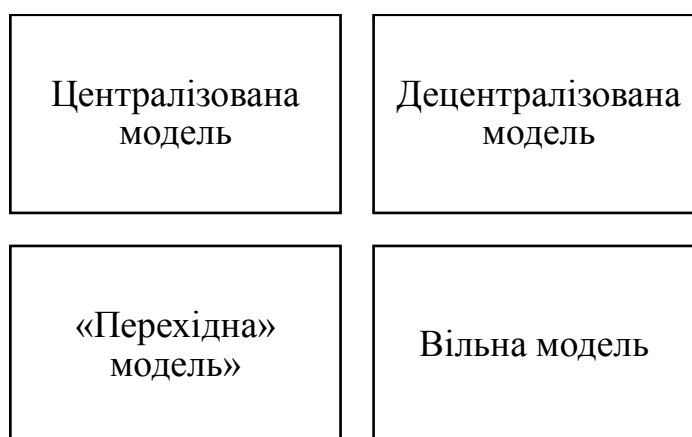 Централізована
модель
Децентралізована
модель
«Перехідна»
модель»
Вільна модель